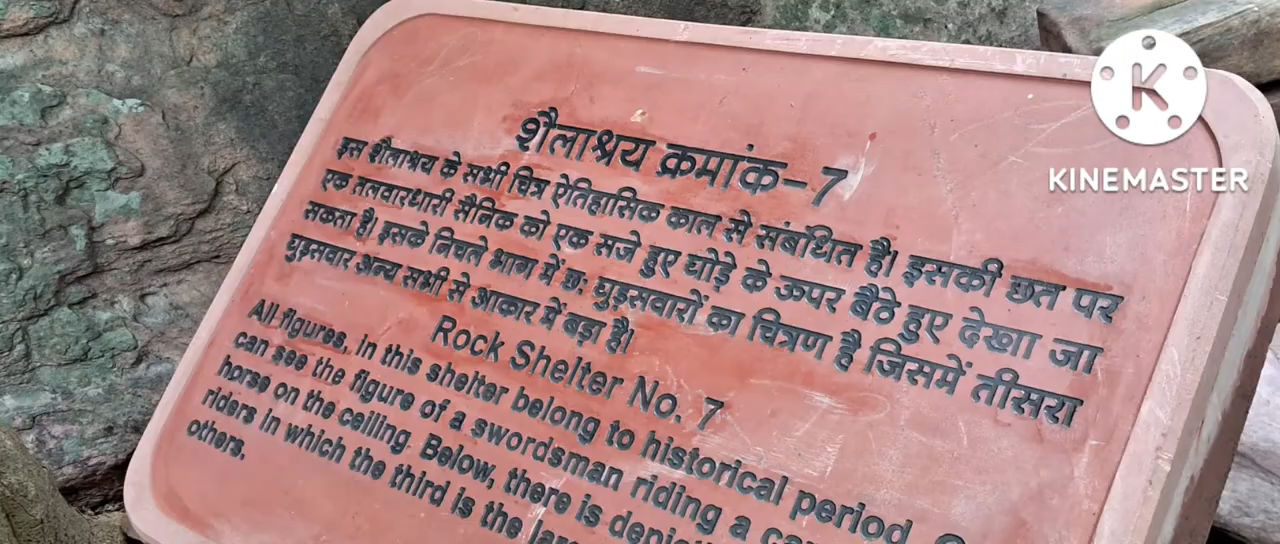 शैलाश्रय क्रमांक-7
इस शैलाश्रय के सभी चित्र ऐतिहासिक काल से संबंधित है। इसकी छत पर
एक तलवारधारी सैनिक को एक सजे हुए घोड़े के ऊपर बैठे हुए देखा जा
सकता है। इसके निचले भाग में छः घुड़सवारों का चित्रण है जिसमें तीसरा
घुड़सवार अन्य सभी से आकार में बड़ा है।
Rock Shelter No. 7
All figures, in this shelter belong to historical period.
can see the figure of a swordsman riding a
horse on the ceiling. Below, there is
riders in which the third is the
others.
K
KINEMASTER